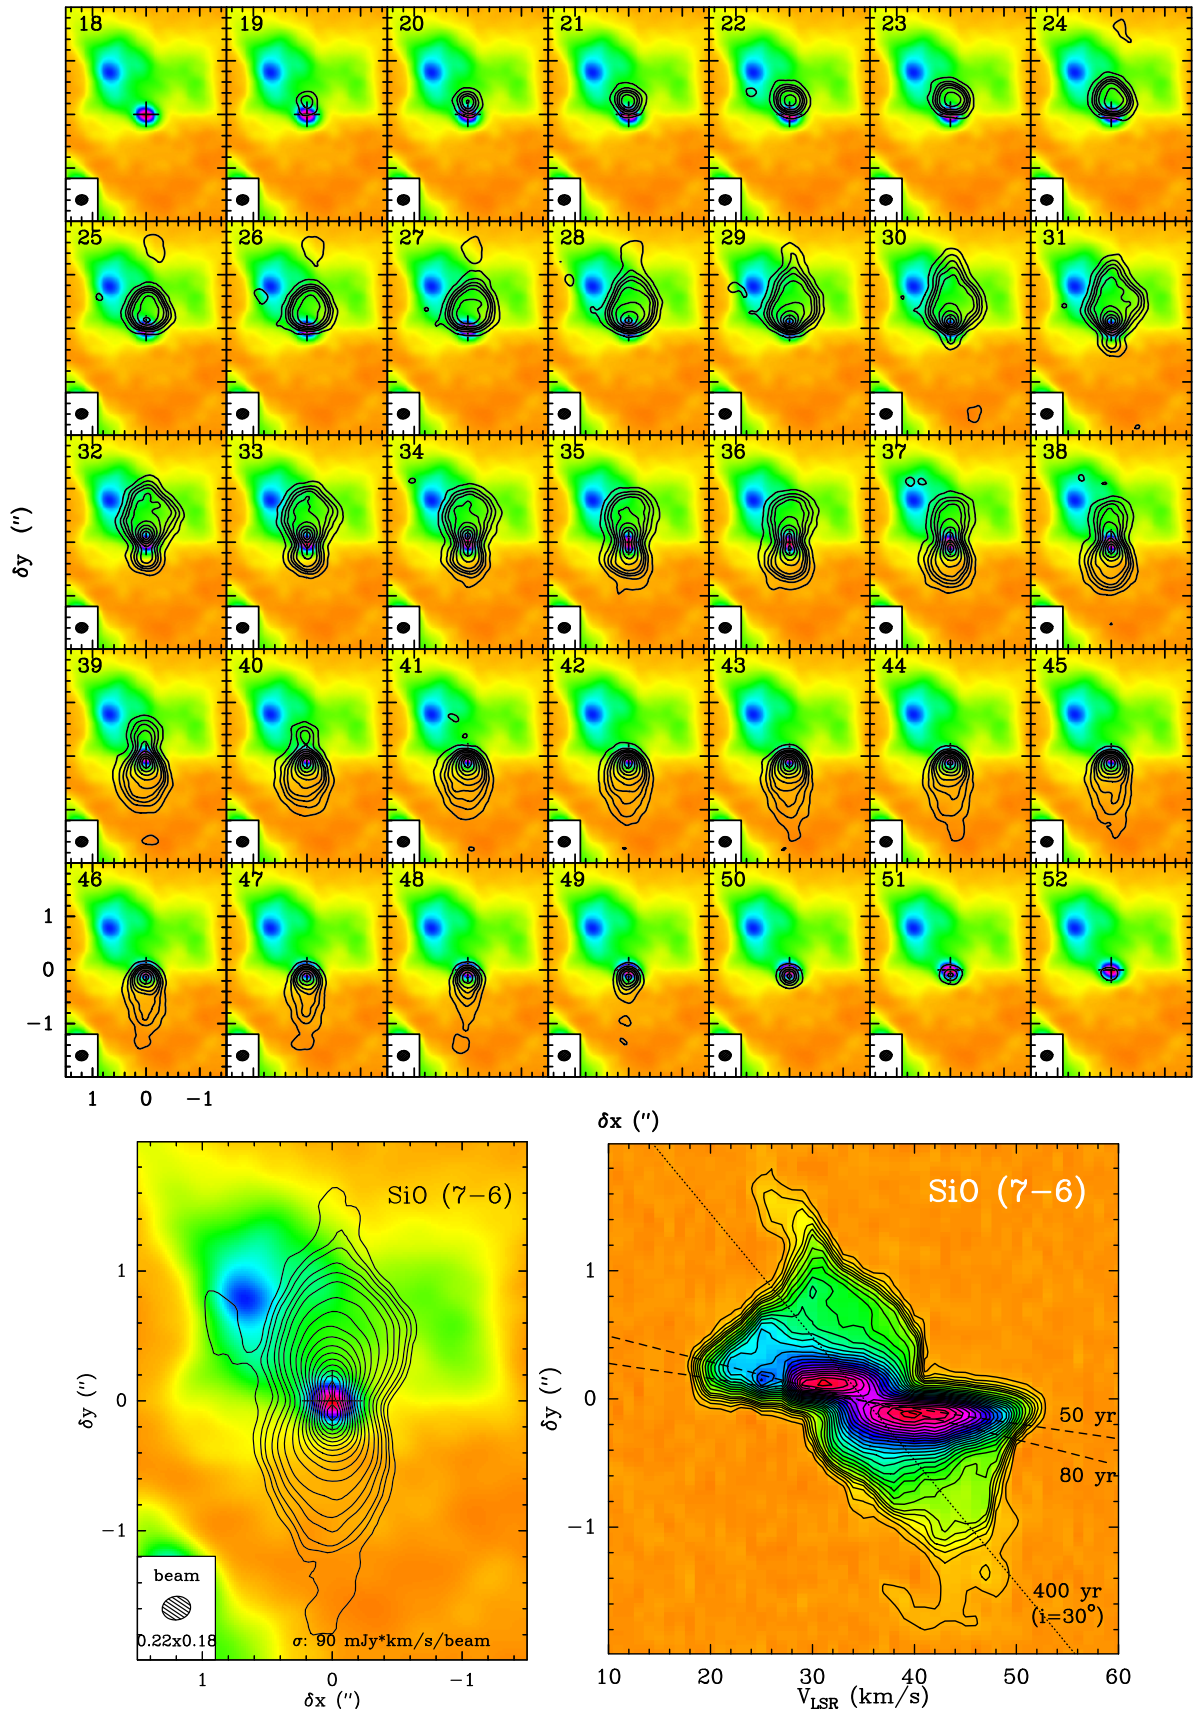 18 19 20 21 22 23 24
25 26 27 28 29 30 31
32 33 34 35 36 37 38
δy (″)
39 40 41 42 43 44 45
46 47 48 49 50 51 52
1
0
−1
1 0 −1
δx (″)
SiO (7−6)
1
δy (″)
0
−1
beam
0.22x0.18
σ: 90 mJy*km/s/beam
1 0 −1
δx (″)
SiO (7−6)
1
δy (″)
0
50 yr
80 yr
−1
400 yr
(i=30°)
10 20 30 40 50 60
V_LSR (km/s)